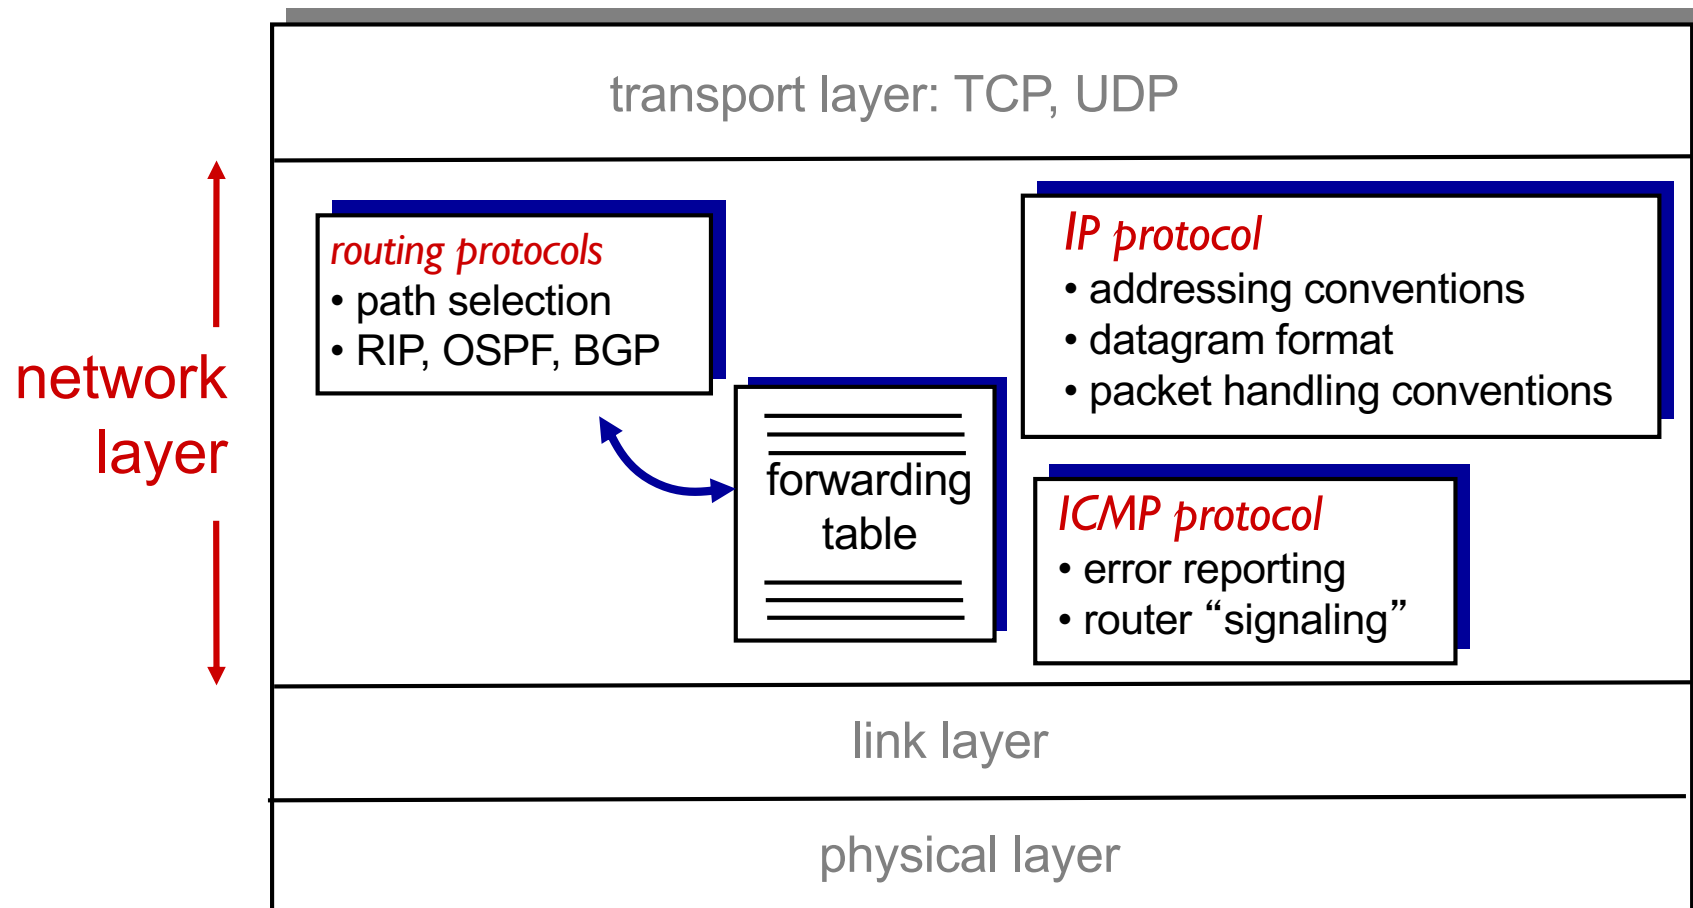 transport layer: TCP, UDP
network
layer
routing protocols
• path selection
• RIP, OSPF, BGP
forwarding
table
IP protocol
• addressing conventions
• datagram format
• packet handling conventions
ICMP protocol
• error reporting
• router “signaling”
link layer
physical layer